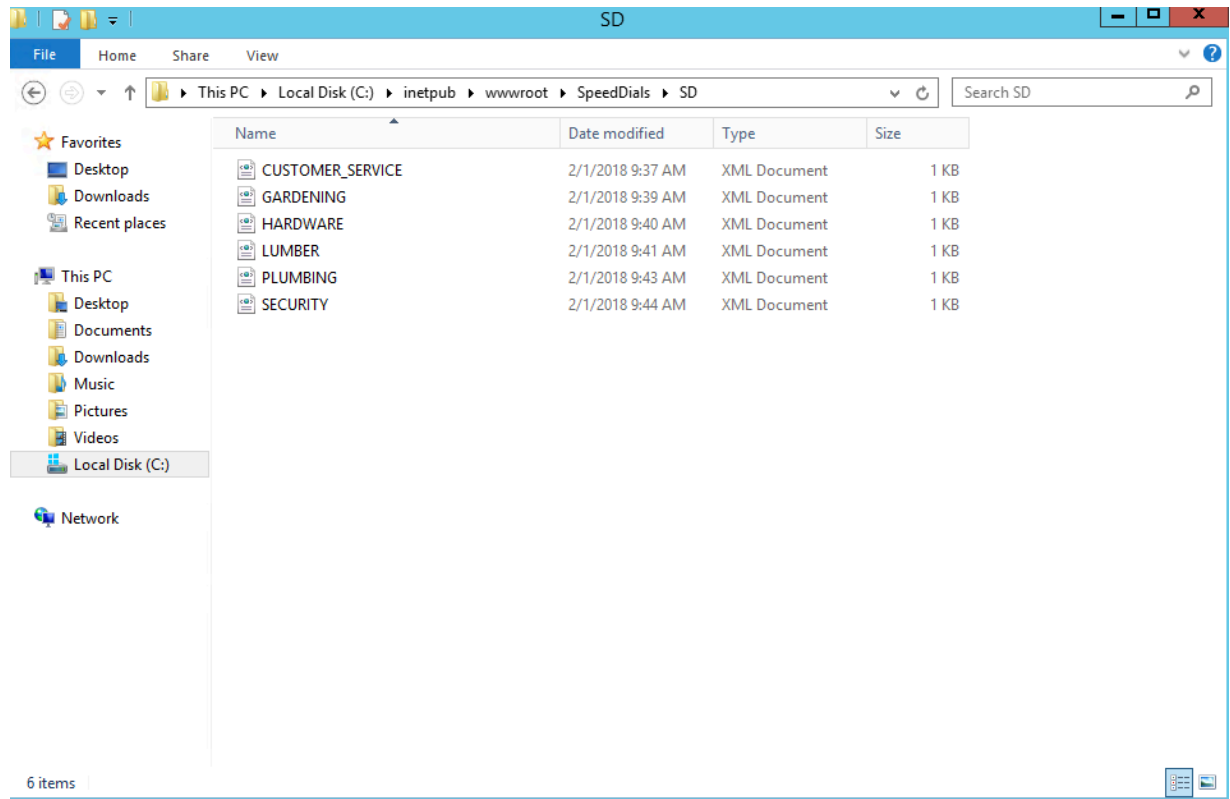 SD
File Home Share View
This PC Local Disk (C:) inetpub wwwroot SpeedDials SD Search SD
Name Date modified Type Size
Favorites
Desktop
Downloads
Recent places
This PC
Desktop
Documents
Downloads
Music
Pictures
Videos
Local Disk (C:)
Network
CUSTOMER_SERVICE 2/1/2018 9:37 AM XML Document 1 KB
GARDENING 2/1/2018 9:39 AM XML Document 1 KB
HARDWARE 2/1/2018 9:40 AM XML Document 1 KB
LUMBER 2/1/2018 9:41 AM XML Document 1 KB
PLUMBING 2/1/2018 9:43 AM XML Document 1 KB
SECURITY 2/1/2018 9:44 AM XML Document 1 KB
6 items